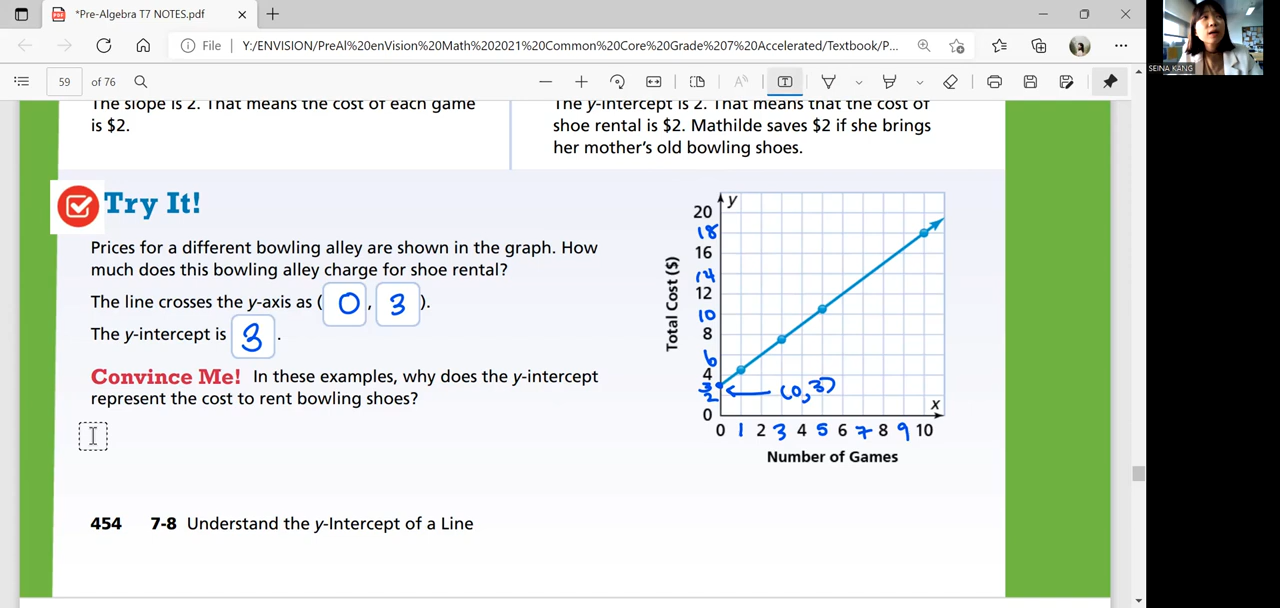 *Pre-Algebra T7 NOTES.pdf
File Y:/ENVISION/PreAl%20enVision%20Math%202021%20Common%20Core%20Grade%207%20Accelerated/Textbook/P...
SEINA KANG
59 of 76
The slope is 2. That means the cost of each game
is $2.
The y-intercept is 2. That means that the cost of
shoe rental is $2. Mathilde saves $2 if she brings
her mother's old bowling shoes.
Try It!
Prices for a different bowling alley are shown in the graph. How
much does this bowling alley charge for shoe rental?
The line crosses the y-axis as ( 0 , 3 ).
The y-intercept is 3 .
Convince Me! In these examples, why does the y-intercept
represent the cost to rent bowling shoes?
y
20
18
16
14
12
10
8
6
4
3
2
0
(0,3)
x
0 1 2 3 4 5 6 7 8 9 10
Total Cost ($)
Number of Games
454 7-8 Understand the y-Intercept of a Line